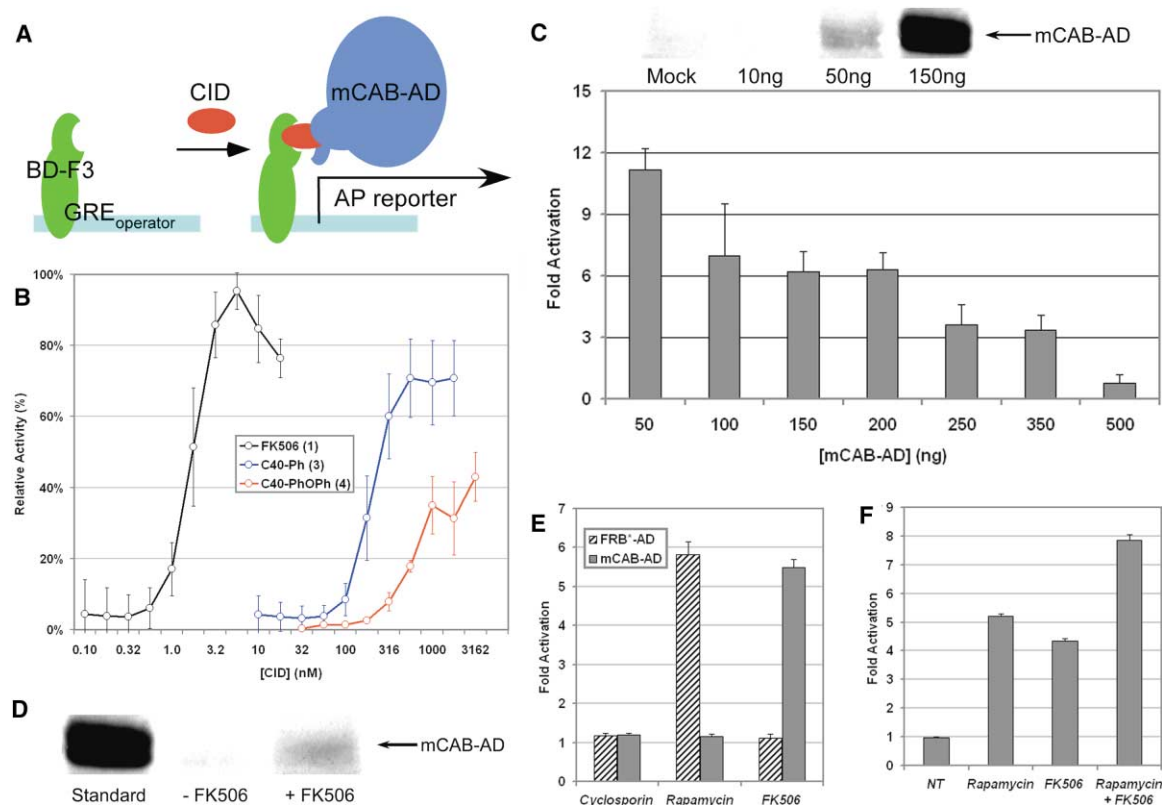 A
CID
mCAB-AD
BD-F3
GREoperator
AP reporter
B
100%
80%
60%
40%
20%
0%
Relative Activity (%)
FK506 (1)
C40-Ph (3)
C40-PhOPh (4)
0.10 0.32 1.0 3.2 10 32 100 316 1000 3162
[CID] (nM)
C
mCAB-AD
Mock 10ng 50ng 150ng
15
12
9
6
3
0
Fold Activation
50 100 150 200 250 350 500
[mCAB-AD] (ng)
D
mCAB-AD
Standard - FK506 + FK506
E
7
6
5
4
3
2
1
0
Fold Activation
FRB*-AD
mCAB-AD
Cyclosporin Rapamycin FK506
F
9
8
7
6
5
4
3
2
1
0
Fold Activation
NT Rapamycin FK506 Rapamycin
+ FK506